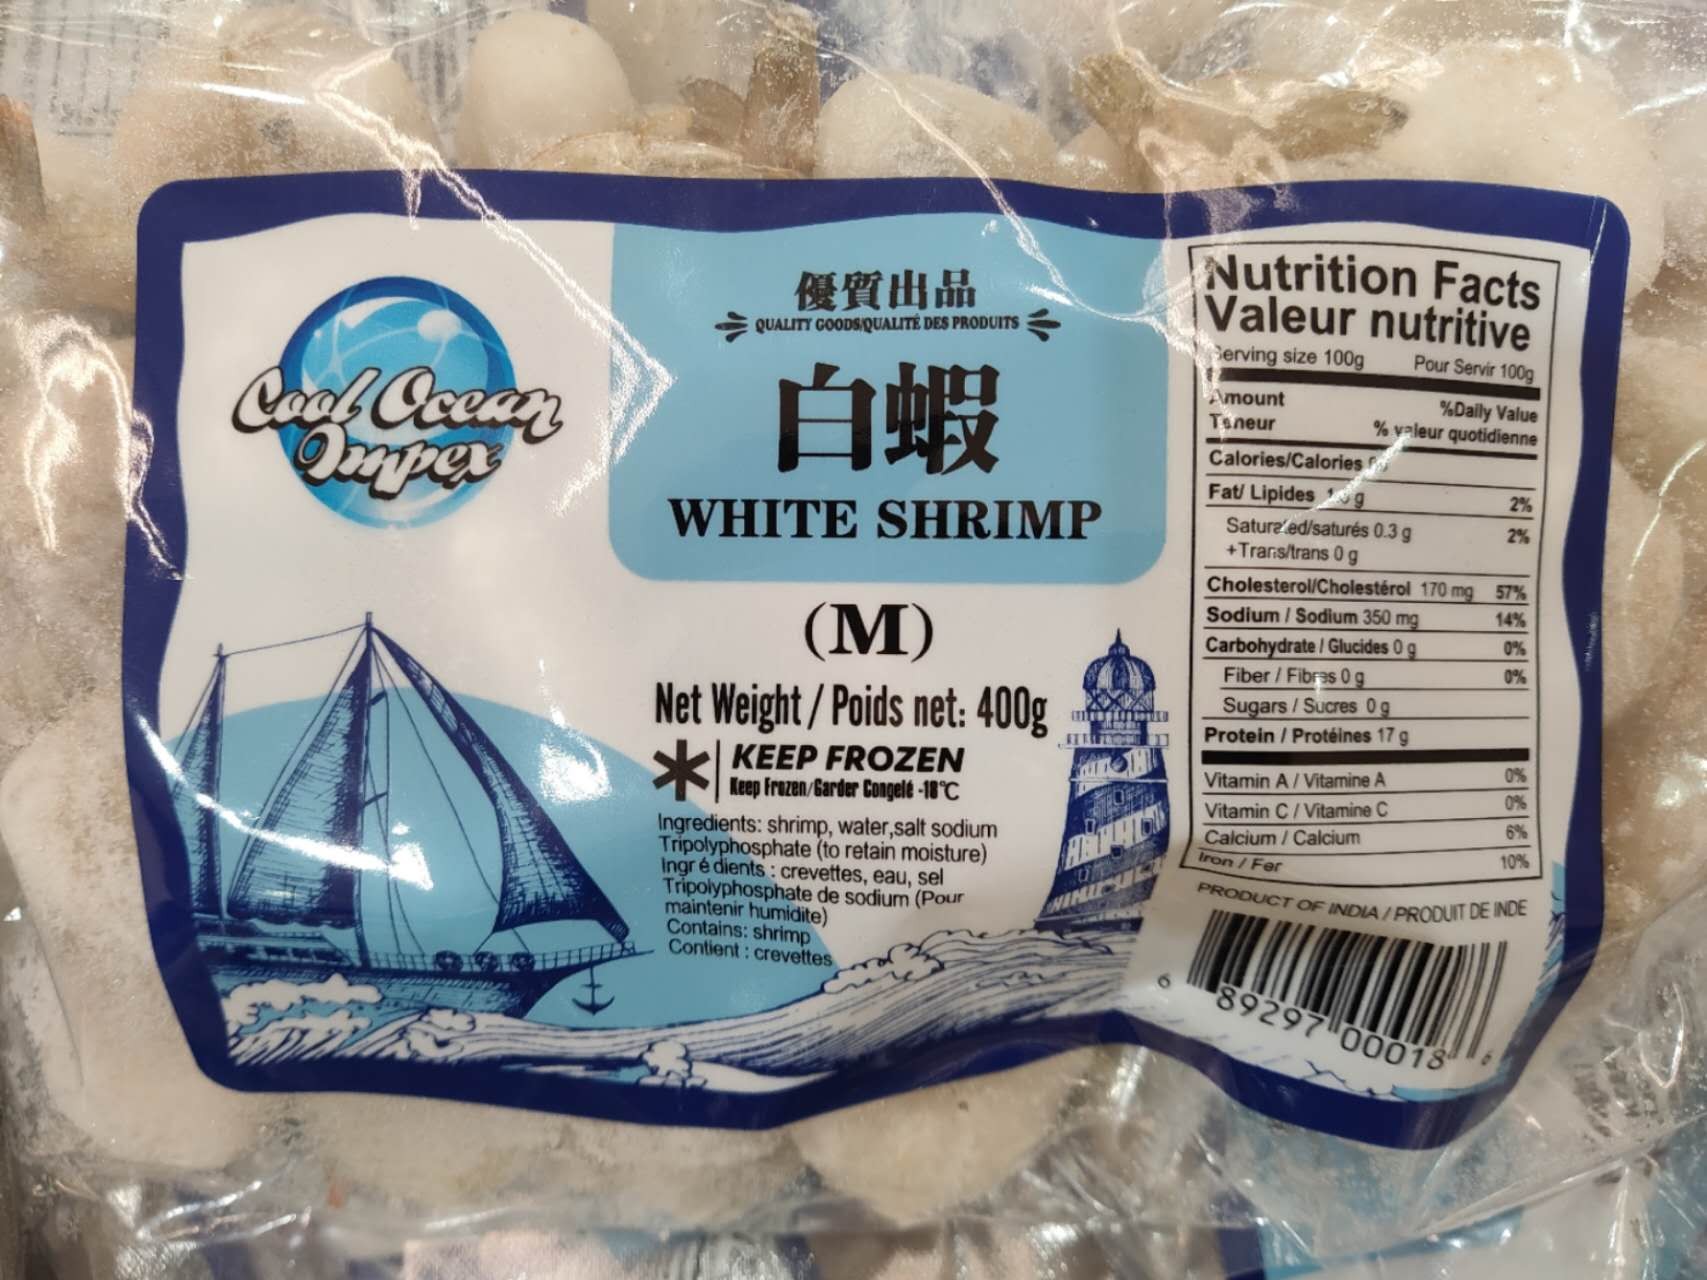 Cool Ocean
Impex
優質出品
QUALITY GOODS/QUALITÉ DES PRODUITS
白蝦
WHITE SHRIMP
(M)
Net Weight / Poids net: 400g
KEEP FROZEN
Keep Frozen/Garder Congelé -18℃
Ingredients: shrimp, water,salt sodium
Tripolyphosphate (to retain moisture)
Ingr é dients : crevettes, eau, sel
Tripolyphosphate de sodium (Pour
maintenir humidite)
Contains: shrimp
Contient : crevettes
Nutrition Facts
Valeur nutritive
Serving size 100g Pour Servir 100g
Amount %Daily Value
Teneur % valeur quotidienne
Calories/Calories
Fat/ Lipides g 2%
Saturated/saturés 0.3 g 2%
+Trans/trans 0 g
Cholesterol/Cholestérol 170 mg 57%
Sodium / Sodium 350 mg 14%
Carbohydrate / Glucides 0 g 0%
Fiber / Fibres 0 g 0%
Sugars / Sucres 0 g
Protein / Protéines 17 g
Vitamin A / Vitamine A 0%
Vitamin C / Vitamine C 0%
Calcium / Calcium 6%
Iron / Fer 10%
PRODUCT OF INDIA / PRODUIT DE INDE
6 89297 00018 6